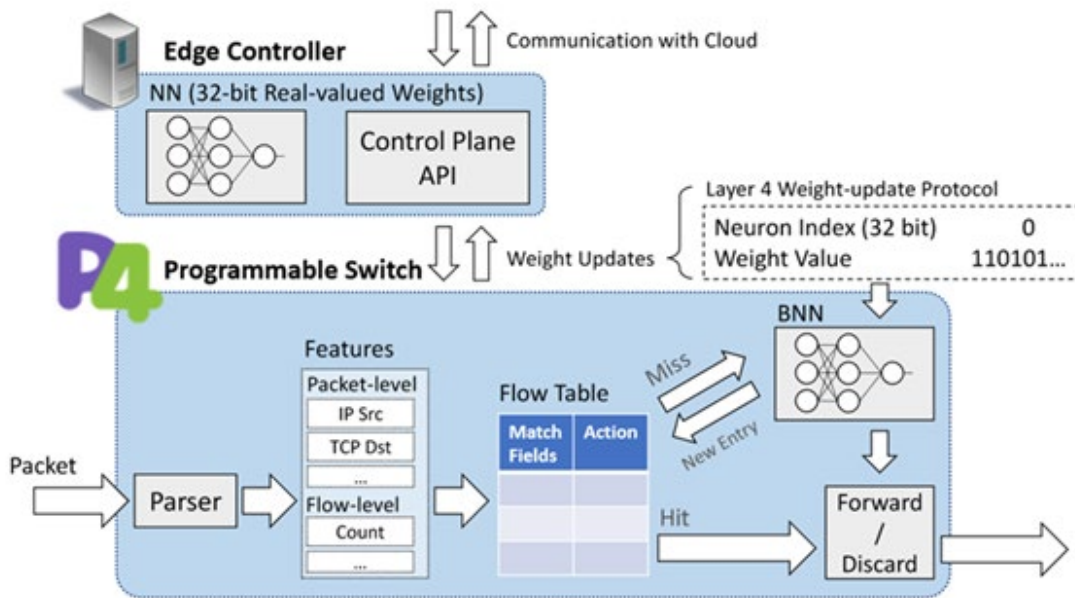 Communication with Cloud
Edge Controller
NN (32-bit Real-valued Weights)
Control Plane
API
Layer 4 Weight-update Protocol
Neuron Index (32 bit) 0
Weight Value 110101...
Weight Updates
P4
Programmable Switch
BNN
Features
Packet-level
IP Src
TCP Dst
...
Flow-level
Count
...
Flow Table
Match
Fields
Action
Miss
New Entry
Packet
Parser
Hit
Forward
/
Discard